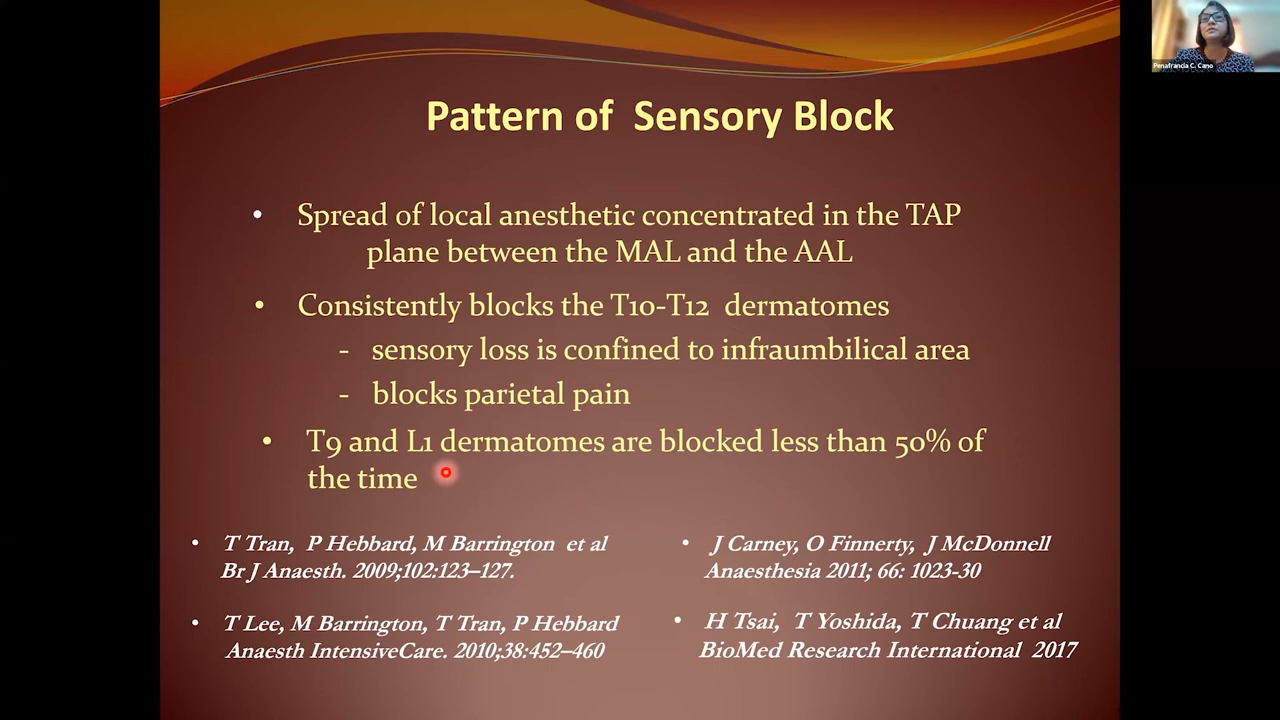 Penafrancia C. Cano
Pattern of Sensory Block
• Spread of local anesthetic concentrated in the TAP
plane between the MAL and the AAL
• Consistently blocks the T10-T12 dermatomes
- sensory loss is confined to infraumbilical area
- blocks parietal pain
• T9 and L1 dermatomes are blocked less than 50% of
the time
• T Tran, P Hebbard, M Barrington et al
Br J Anaesth. 2009;102:123–127.
• T Lee, M Barrington, T Tran, P Hebbard
Anaesth IntensiveCare. 2010;38:452–460
• J Carney, O Finnerty, J McDonnell
Anaesthesia 2011; 66: 1023-30
• H Tsai, T Yoshida, T Chuang et al
BioMed Research International 2017